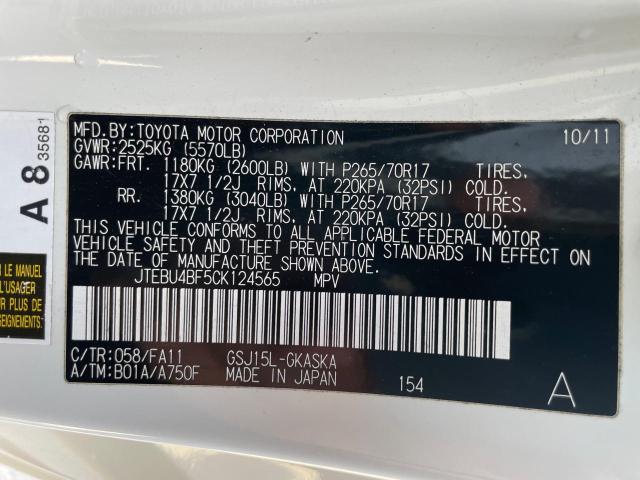 MFD.BY:TOYOTA MOTOR CORPORATION 10/11
GVWR:2525KG (5570LB)
GAWR:FRT. 1180KG (2600LB) WITH P265/70R17 TIRES,
17X7 1/2J RIMS, AT 220KPA (32PSI) COLD.
RR. 1380KG (3040LB) WITH P265/70R17 TIRES,
17X7 1/2J RIMS, AT 220KPA (32PSI) COLD.
THIS VEHICLE CONFORMS TO ALL APPLICABLE FEDERAL MOTOR
VEHICLE SAFETY AND THEFT PREVENTION STANDARDS IN EFFECT ON
THE DATE OF MANUFACTURE SHOWN ABOVE.
JTEBU4BF5CK124565 MPV
C/TR:058/FA11 GSJ15L-GKASKA
A/TM:B01A/A750F MADE IN JAPAN 154 A
A 8 35681
LE MANUEL
L'USAGER
PLUS DE